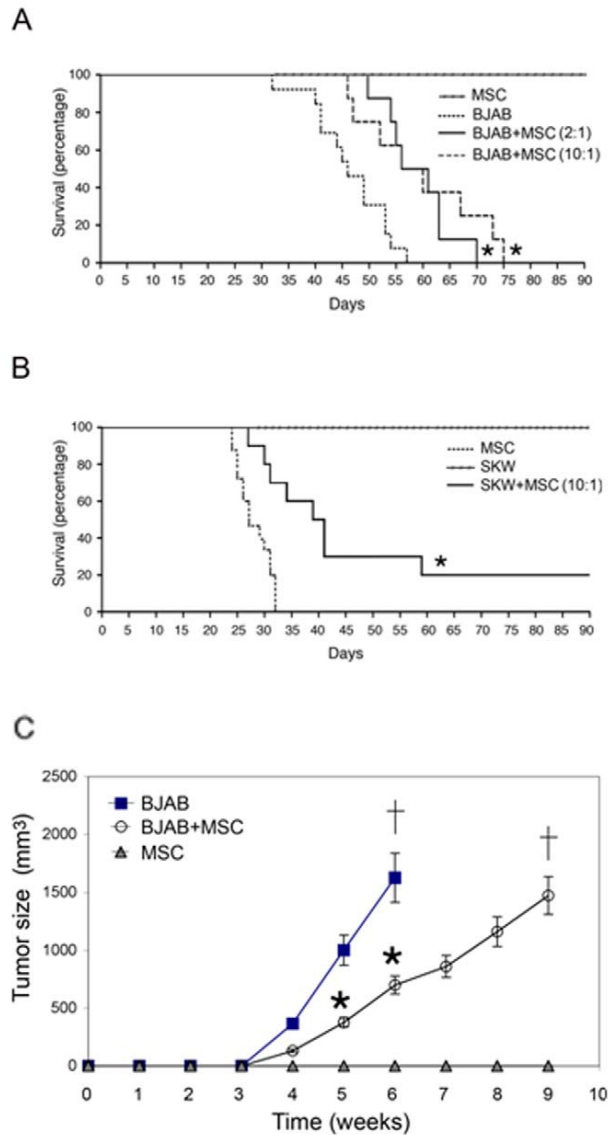 A
Survival (percentage)
100
80
60
40
20
0
MSC
BJAB
BJAB+MSC (2:1)
BJAB+MSC (10:1)
* *
0 5 10 15 20 25 30 35 40 45 50 55 60 65 70 75 80 85 90
Days
B
Survival (percentage)
100
80
60
40
20
0
MSC
SKW
SKW+MSC (10:1)
*
0 5 10 15 20 25 30 35 40 45 50 55 60 65 70 75 80 85 90
Days
C
Tumor size (mm³)
2500
2000
1500
1000
500
0
BJAB
BJAB+MSC
MSC
† †
* *
0 1 2 3 4 5 6 7 8 9 10
Time (weeks)